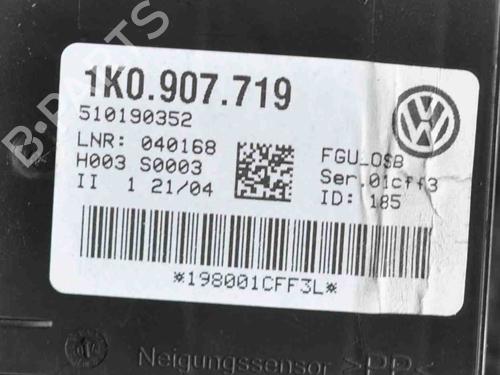 1K0.907.719
510190352
LNR: 040168
H003 S0003
II 1 21/04
FGU_OSB
Ser.01cff3
ID: 185
*198001CFF3L*
Neigungssensor >PP<
B-PARTS